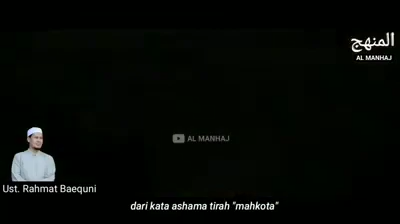 المنهج
AL MANHAJ
AL MANHAJ
Ust. Rahmat Baequni
dari kata ashama tirah "mahkota"